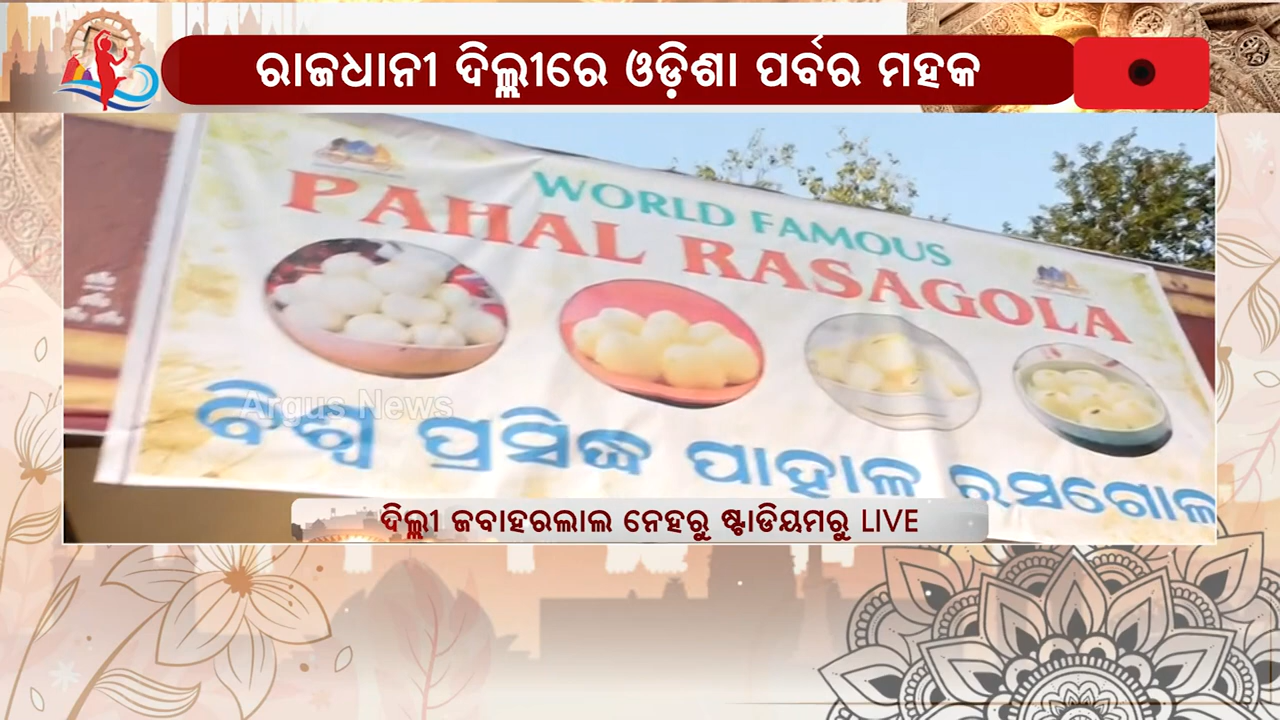 ରାଜଧାନୀ ଦିଲ୍ଲୀରେ ଓଡ଼ିଶା ପର୍ବର ମହକ
WORLD FAMOUS
PAHAL RASAGOLA
Argus News
ବିଶ୍ୱ ପ୍ରସିଦ୍ଧ ପାହାଳ ରସଗୋଲା
ଦିଲ୍ଲୀ ଜବାହରଲାଲ ନେହରୁ ଷ୍ଟାଡିୟମରୁ LIVE